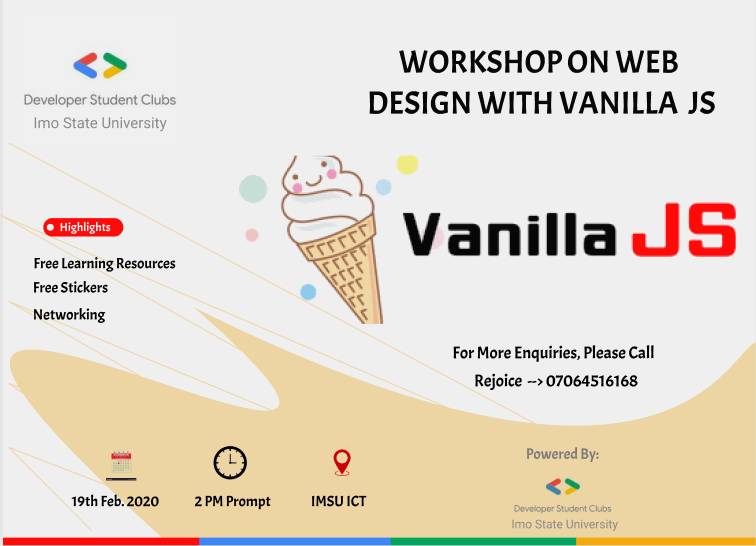 Developer Student Clubs
Imo State University
WORKSHOP ON WEB
DESIGN WITH VANILLA JS
Vanilla JS
Highlights
Free Learning Resources
Free Stickers
Networking
For More Enquiries, Please Call
Rejoice --> 07064516168
19th Feb. 2020
2 PM Prompt
IMSU ICT
Powered By:
Developer Student Clubs
Imo State University